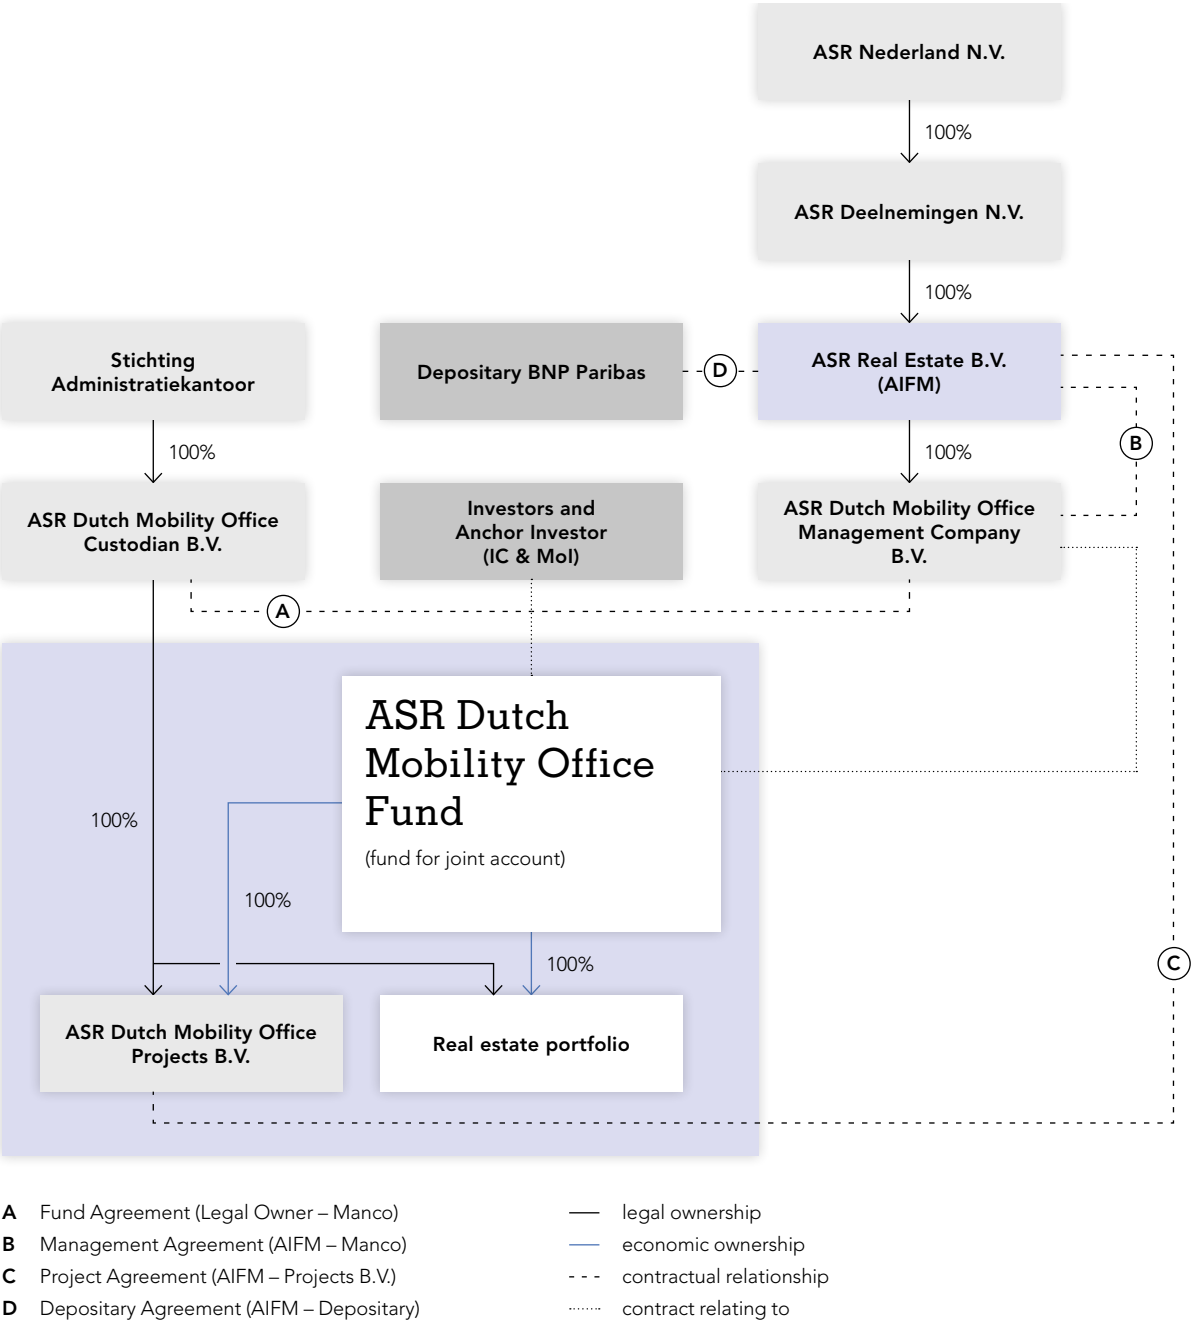 ASR Nederland N.V.
100%
ASR Deelnemingen N.V.
100%
Stichting
Administratiekantoor
Depositary BNP Paribas
D
ASR Real Estate B.V.
(AIFM)
100%
100%
B
ASR Dutch Mobility Office
Custodian B.V.
Investors and
Anchor Investor
(IC & MoI)
ASR Dutch Mobility Office
Management Company
B.V.
A
ASR Dutch
Mobility Office
Fund
(fund for joint account)
100%
100%
100%
C
ASR Dutch Mobility Office
Projects B.V.
Real estate portfolio
A Fund Agreement (Legal Owner – Manco)
B Management Agreement (AIFM – Manco)
C Project Agreement (AIFM – Projects B.V.)
D Depositary Agreement (AIFM – Depositary)
legal ownership
economic ownership
contractual relationship
contract relating to